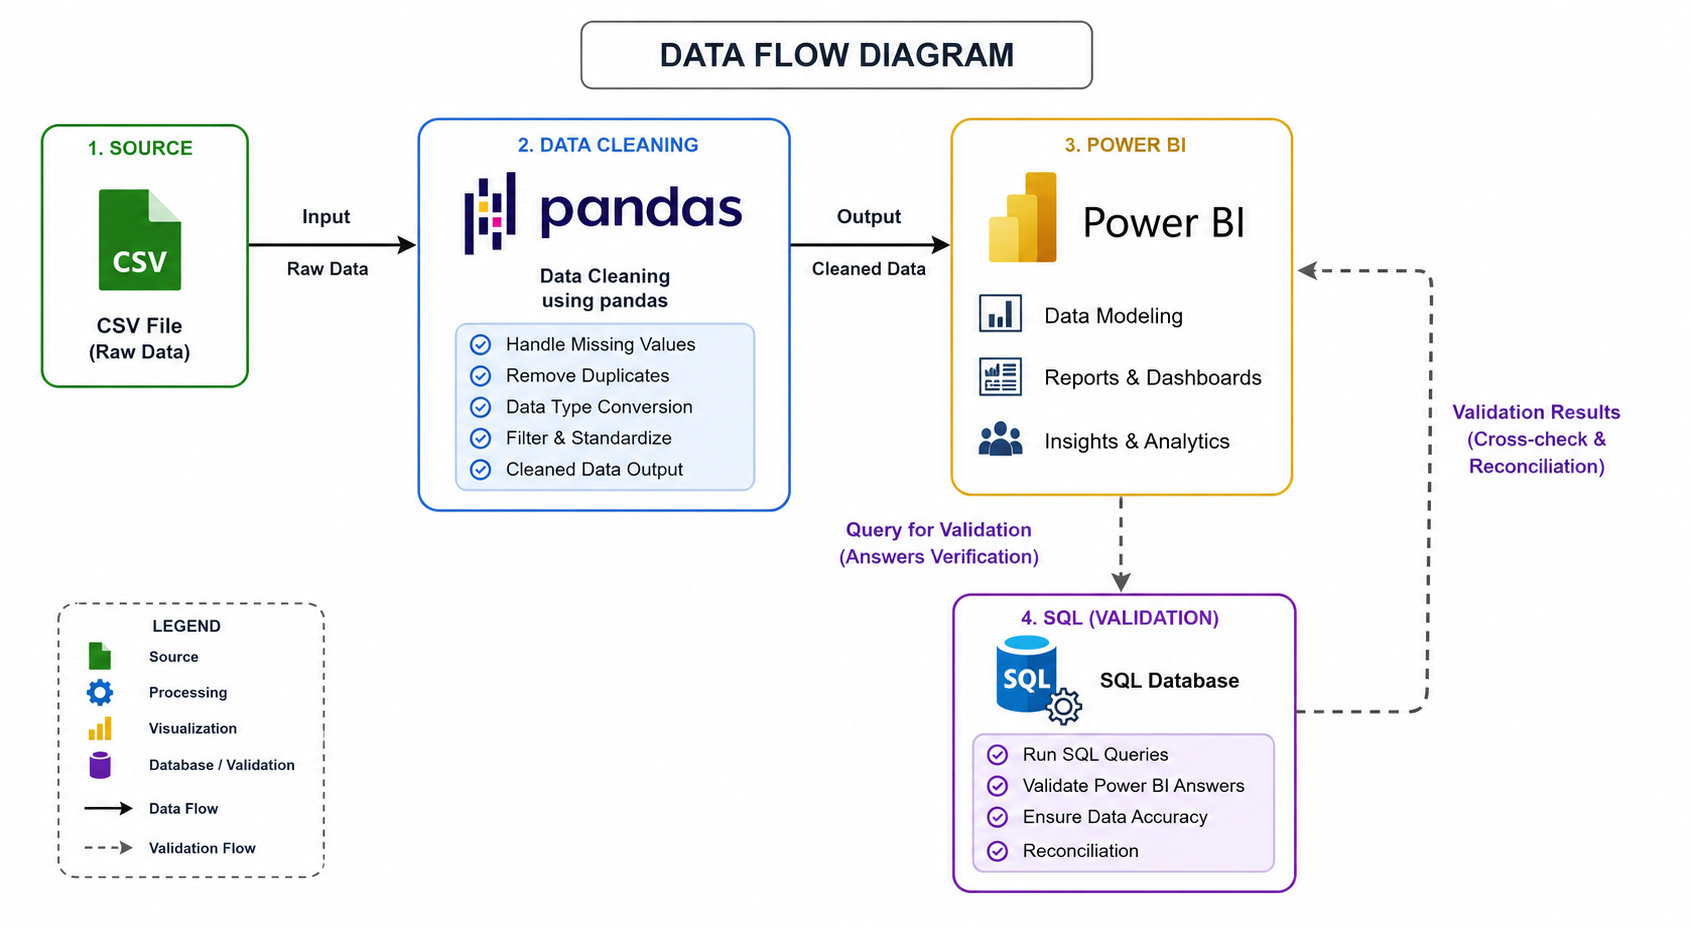 DATA FLOW DIAGRAM
1. SOURCE
CSV
CSV File
(Raw Data)
Input
Raw Data
2. DATA CLEANING
pandas
Data Cleaning
using pandas
Handle Missing Values
Remove Duplicates
Data Type Conversion
Filter & Standardize
Cleaned Data Output
Output
Cleaned Data
3. POWER BI
Power BI
Data Modeling
Reports & Dashboards
Insights & Analytics
Validation Results
(Cross-check &
Reconciliation)
Query for Validation
(Answers Verification)
4. SQL (VALIDATION)
SQL
SQL Database
Run SQL Queries
Validate Power BI Answers
Ensure Data Accuracy
Reconciliation
LEGEND
Source
Processing
Visualization
Database / Validation
Data Flow
Validation Flow